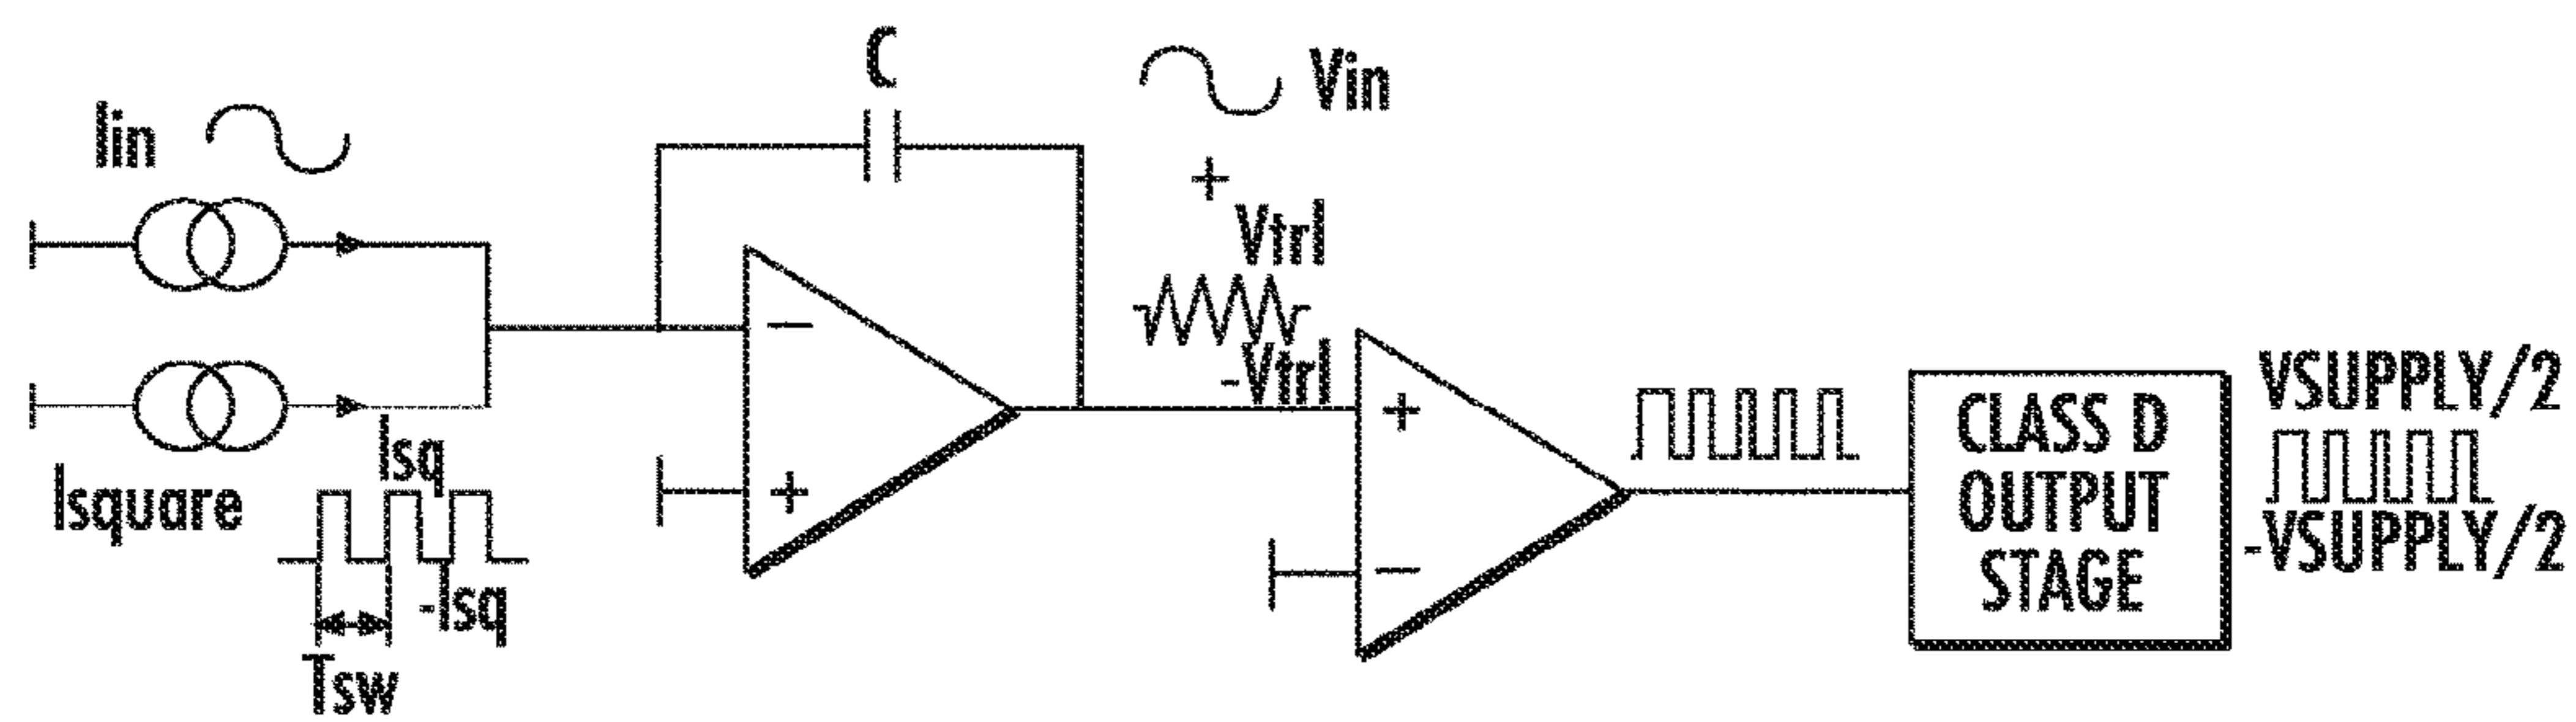 Iin
C
Vin
+
Vtrl
-Vtrl
Isquare
Isq
-Isq
Tsw
−
+
+
−
CLASS D
OUTPUT
STAGE
VSUPPLY/2
-VSUPPLY/2